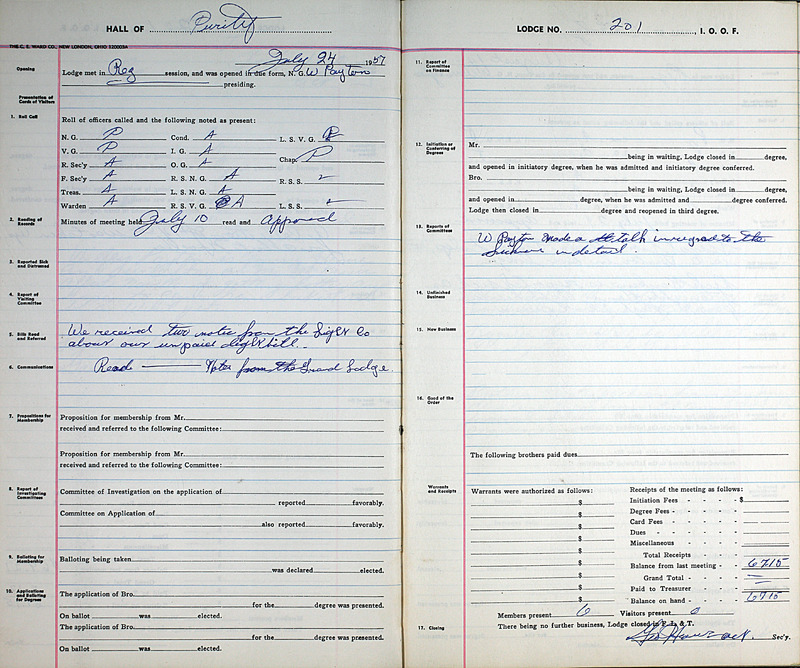 HALL OF Purity
THE C. E. WARD CO., NEW LONDON, OHIO
July 24 1957
Opening
Lodge met in Reg session, and was opened in due form, N. G. W Payton
presiding.
Presentation of Cards of Visitors
1. Roll Call
Roll of officers called and the following noted as present:
N. G. P Cond. A L. S. V. G. P
V. G. P I. G. A Chap. P
R. Sec'y A O. G. A
F. Sec'y A R. S. N. G. A R. S. S.
Treas. A L. S. N. G. A
Warden A R. S. V. G. A L. S. S.
2. Reading of Records
Minutes of meeting held July 10 read and Approved
3. Reported Sick and Distressed
4. Report of Visiting Committee
5. Bills Read and Referred
We received two notes from the Light Co
about our unpaid light bill.
6. Communications
Read Notes from the Grand Lodge.
7. Propositions for Membership
Proposition for membership from Mr.
received and referred to the following Committee:
Proposition for membership from Mr.
received and referred to the following Committee:
8. Report of Investigating Committees
Committee of Investigation on the application of
reported favorably.
Committee on Application of
also reported favorably.
9. Balloting for Membership
Balloting being taken
was declared elected.
10. Applications and Balloting for Degrees
The application of Bro.
for the degree was presented.
On ballot was elected.
The application of Bro.
for the degree was presented.
On ballot was elected.
LODGE NO. 201, I. O. O. F.
11. Report of Committee on Finance
12. Initiation or Conferring of Degrees
Mr.
being in waiting, Lodge closed in degree,
and opened in initiatory degree, when he was admitted and initiatory degree conferred.
Bro.
being in waiting, Lodge closed in degree,
and opened in degree, when he was admitted and degree conferred.
Lodge then closed in degree and reopened in third degree.
13. Reports of Committees
W Payton made a talk in regard to the
in detail.
14. Unfinished Business
15. New Business
16. Good of the Order
The following brothers paid dues
Warrants and Receipts
Warrants were authorized as follows:
$
$
$
$
$
$
$
$
$
Receipts of the meeting as follows:
Initiation Fees - - - - $
Degree Fees - - - - -
Card Fees - - - - -
Dues - - - - - -
Miscellaneous - - - -
Total Receipts - - -
Balance from last meeting - 6715
Grand Total - - -
Paid to Treasurer - - -
Balance on hand - - - 6715
Members present 6 Visitors present 0
17. Closing
There being no further business, Lodge closed in F. L. & T.
Sec'y.